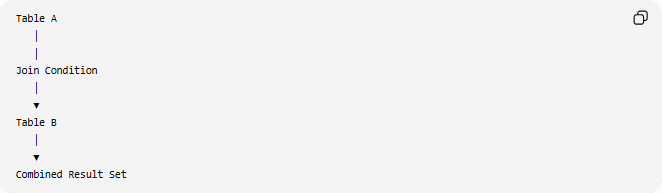 Table A
│
│
Join Condition
│
▼
Table B
│
▼
Combined Result Set